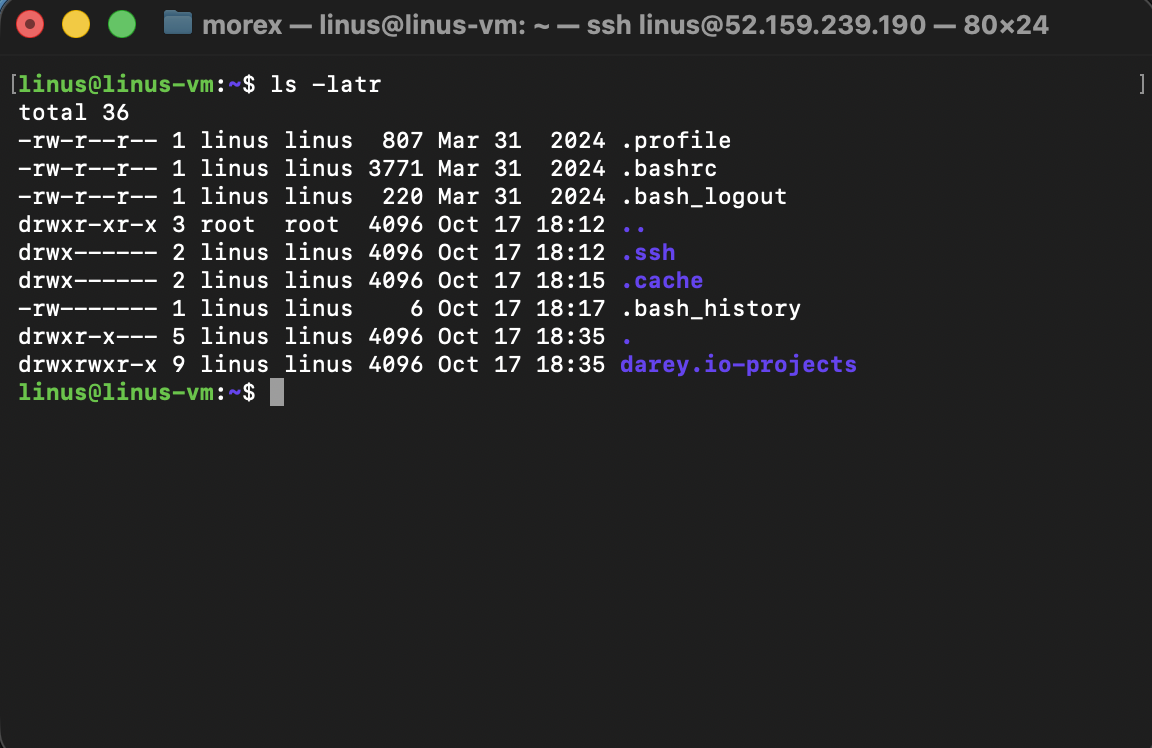 morex — linus@linus-vm: ~ — ssh linus@52.159.239.190 — 80×24
[linus@linus-vm:~$ ls -latr ]
total 36
-rw-r--r-- 1 linus linus  807 Mar 31  2024 .profile
-rw-r--r-- 1 linus linus 3771 Mar 31  2024 .bashrc
-rw-r--r-- 1 linus linus  220 Mar 31  2024 .bash_logout
drwxr-xr-x 3 root  root  4096 Oct 17 18:12 ..
drwx------ 2 linus linus 4096 Oct 17 18:12 .ssh
drwx------ 2 linus linus 4096 Oct 17 18:15 .cache
-rw------- 1 linus linus    6 Oct 17 18:17 .bash_history
drwxr-x--- 5 linus linus 4096 Oct 17 18:35 .
drwxrwxr-x 9 linus linus 4096 Oct 17 18:35 darey.io-projects
linus@linus-vm:~$